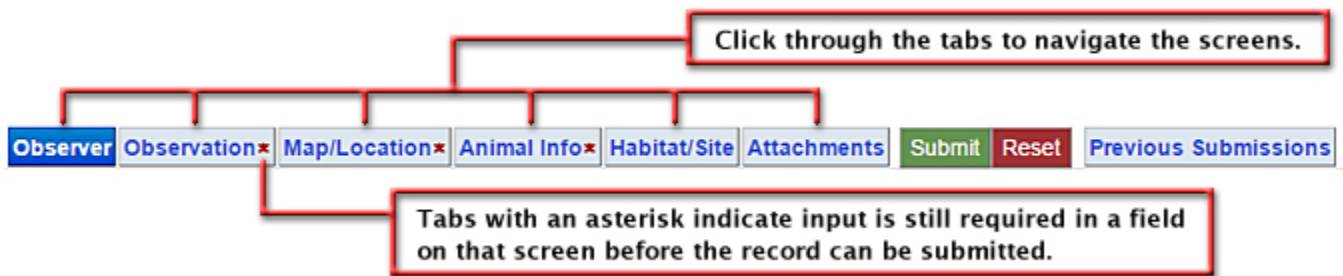 Click through the tabs to navigate the screens.
Observer Observation* Map/Location* Animal Info* Habitat/Site Attachments Submit Reset Previous Submissions
Tabs with an asterisk indicate input is still required in a field
on that screen before the record can be submitted.